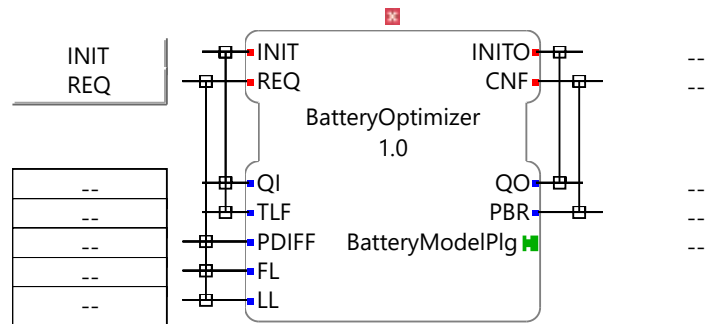 INIT INIT INITO --
REQ REQ CNF --
BatteryOptimizer
1.0
-- QI QO --
-- TLF PBR --
-- PDIFF BatteryModelPlg --
-- FL
-- LL